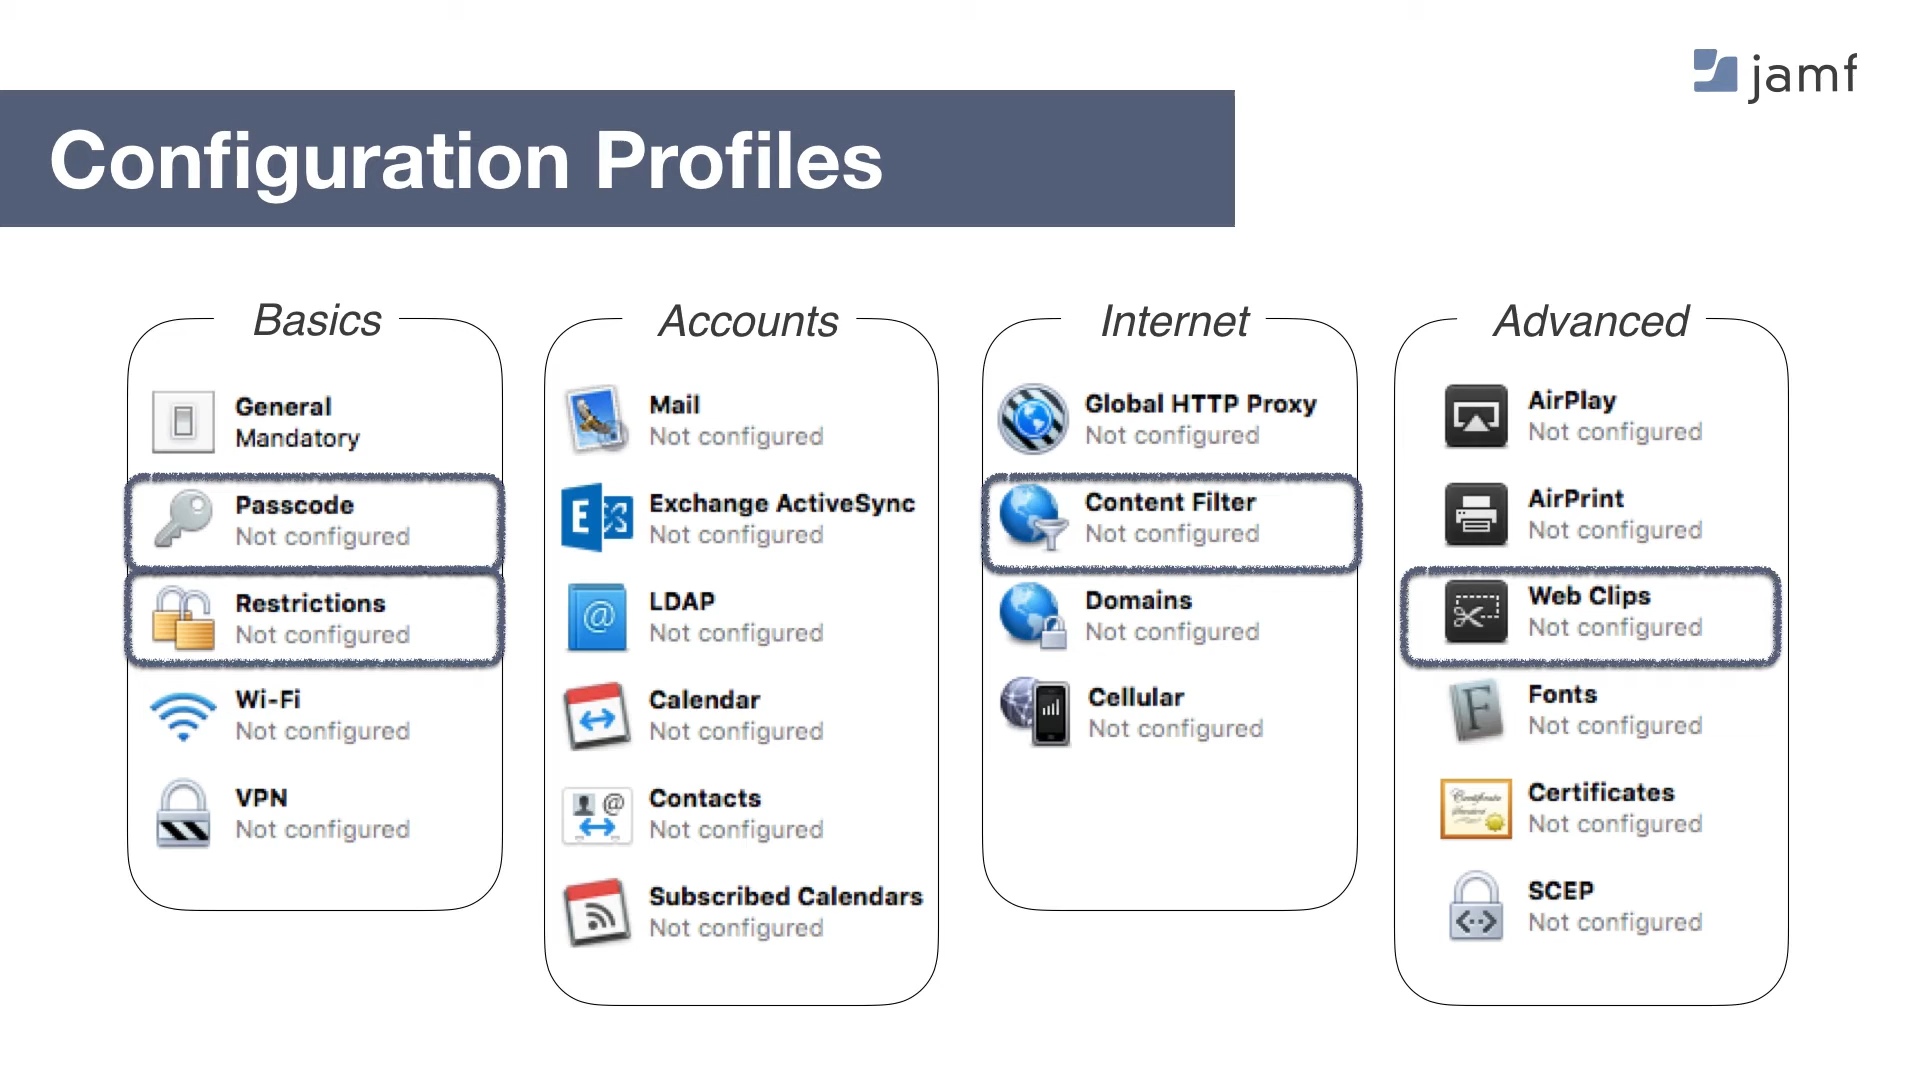 jamf
Configuration Profiles
Basics
General
Mandatory
Passcode
Not configured
Restrictions
Not configured
Wi-Fi
Not configured
VPN
Not configured
Accounts
Mail
Not configured
Exchange ActiveSync
Not configured
LDAP
Not configured
Calendar
Not configured
Contacts
Not configured
Subscribed Calendars
Not configured
Internet
Global HTTP Proxy
Not configured
Content Filter
Not configured
Domains
Not configured
Cellular
Not configured
Advanced
AirPlay
Not configured
AirPrint
Not configured
Web Clips
Not configured
Fonts
Not configured
Certificates
Not configured
SCEP
Not configured